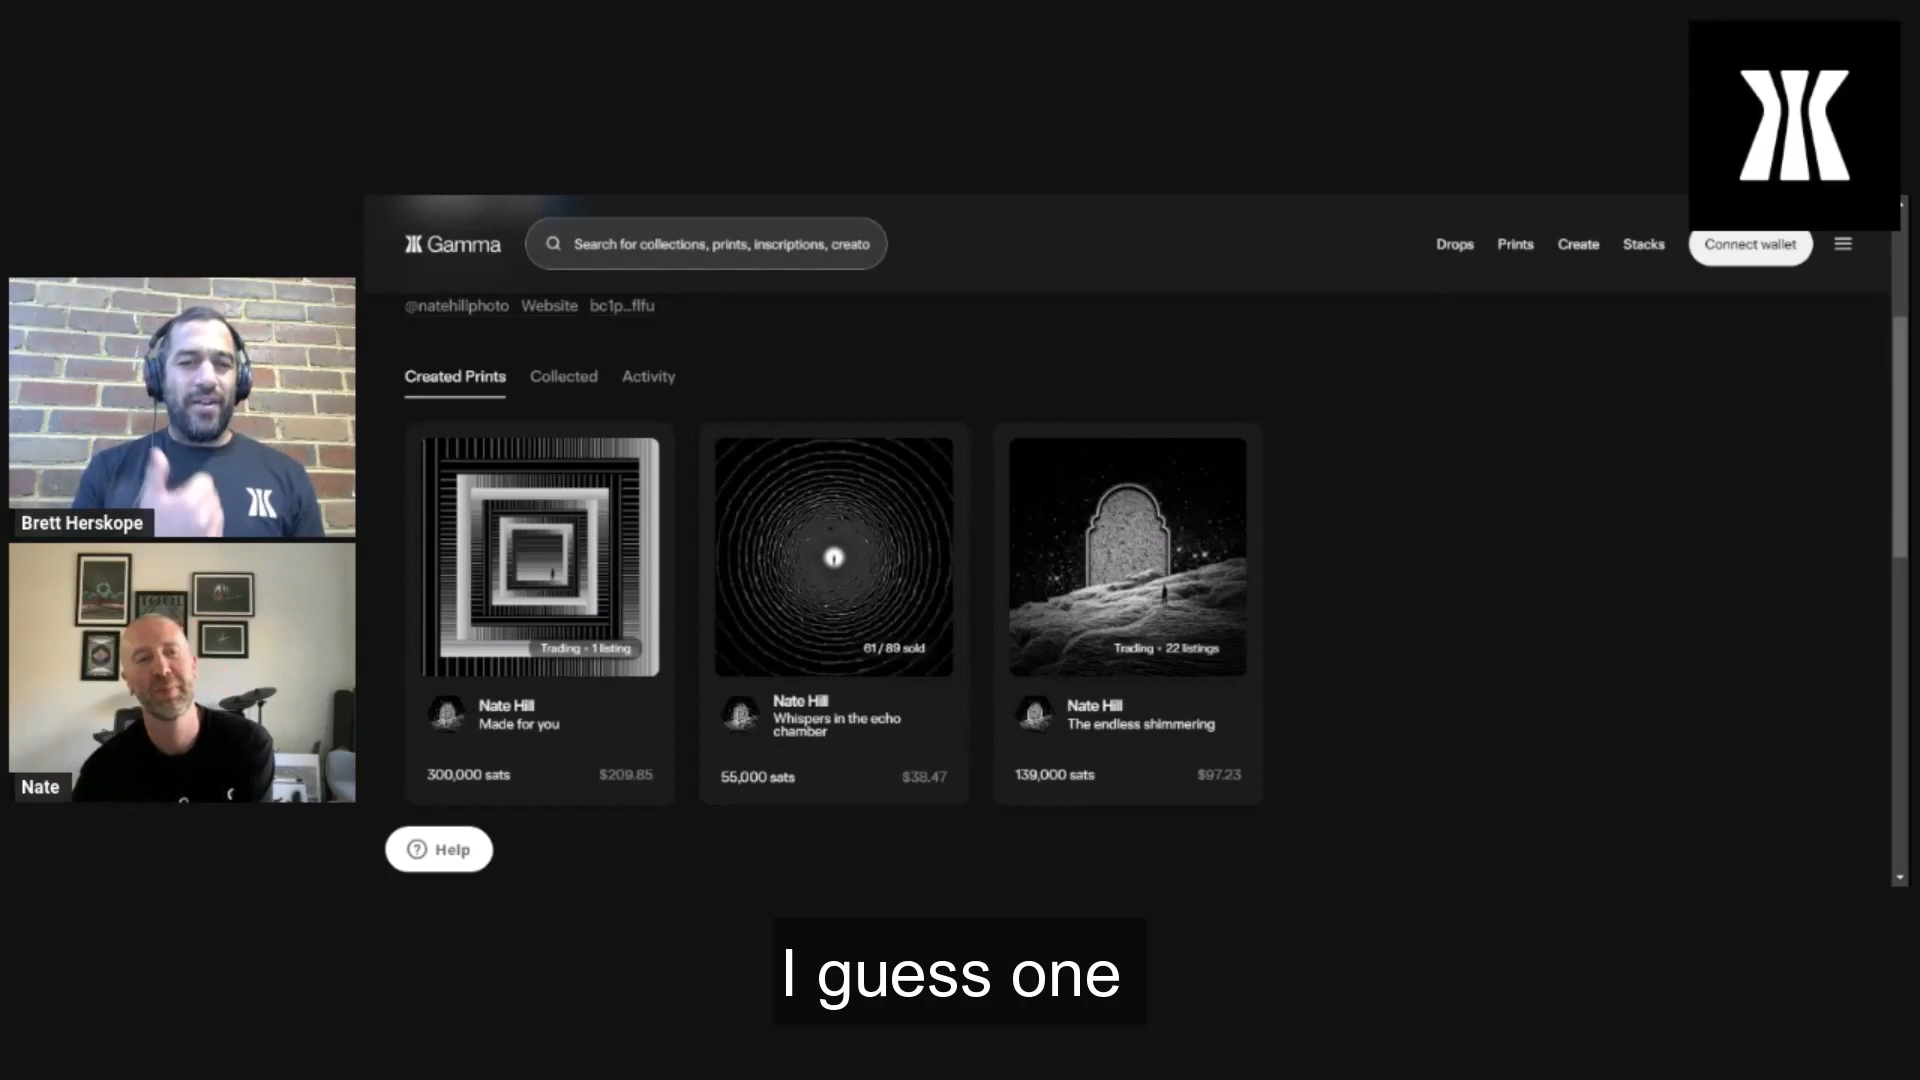 Gamma
Search for collections, prints, inscriptions, creato
Drops Prints Create Stacks Connect wallet
@natehillphoto Website bc1p...flfu
Created Prints Collected Activity
Brett Herskope
Trading • 1 listing
61 / 89 sold
Trading • 22 listings
Nate Hill
Made for you
Nate Hill
Whispers in the echo
chamber
Nate Hill
The endless shimmering
300,000 sats $209.85
55,000 sats $38.47
139,000 sats $97.23
Nate
Help
I guess one